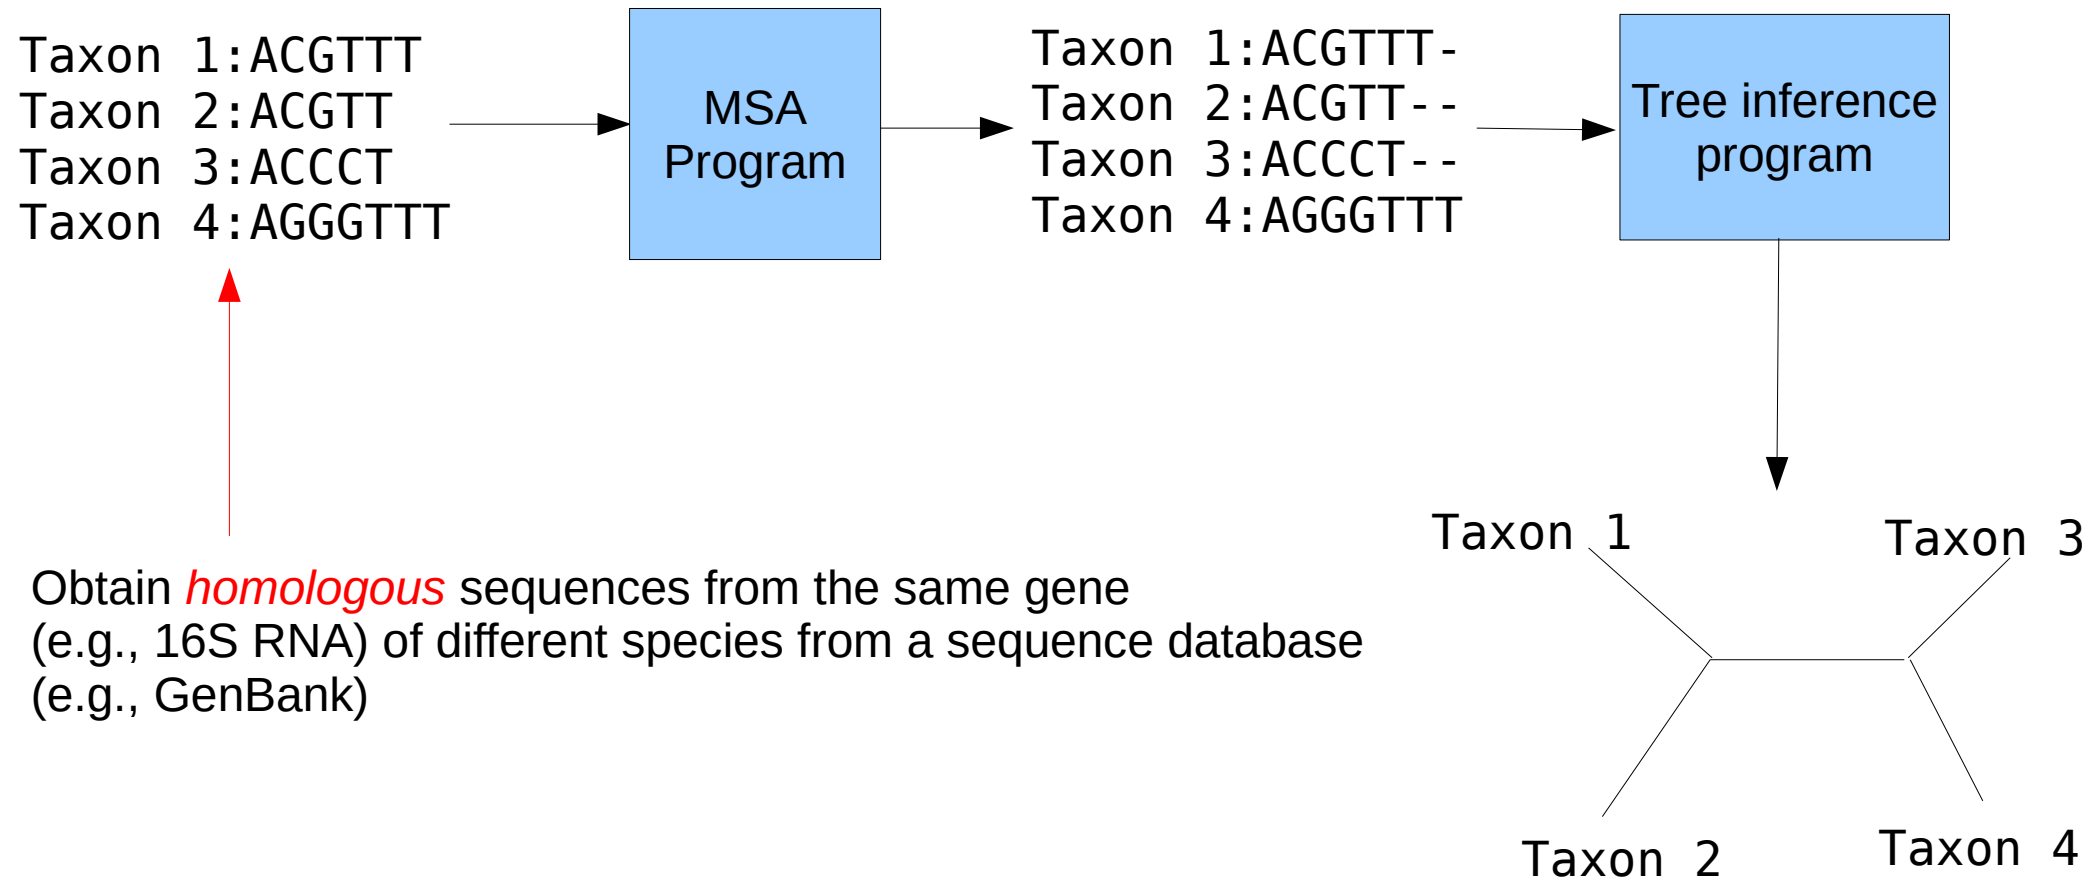 Taxon 1:ACGTTT
Taxon 2:ACGTT
Taxon 3:ACCCT
Taxon 4:AGGGTTT
MSA
Program
Taxon 1:ACGTTT-
Taxon 2:ACGTT--
Taxon 3:ACCCT--
Taxon 4:AGGGTTT
Tree inference
program
Obtain homologous sequences from the same gene
(e.g., 16S RNA) of different species from a sequence database
(e.g., GenBank)
Taxon 1
Taxon 3
Taxon 2
Taxon 4